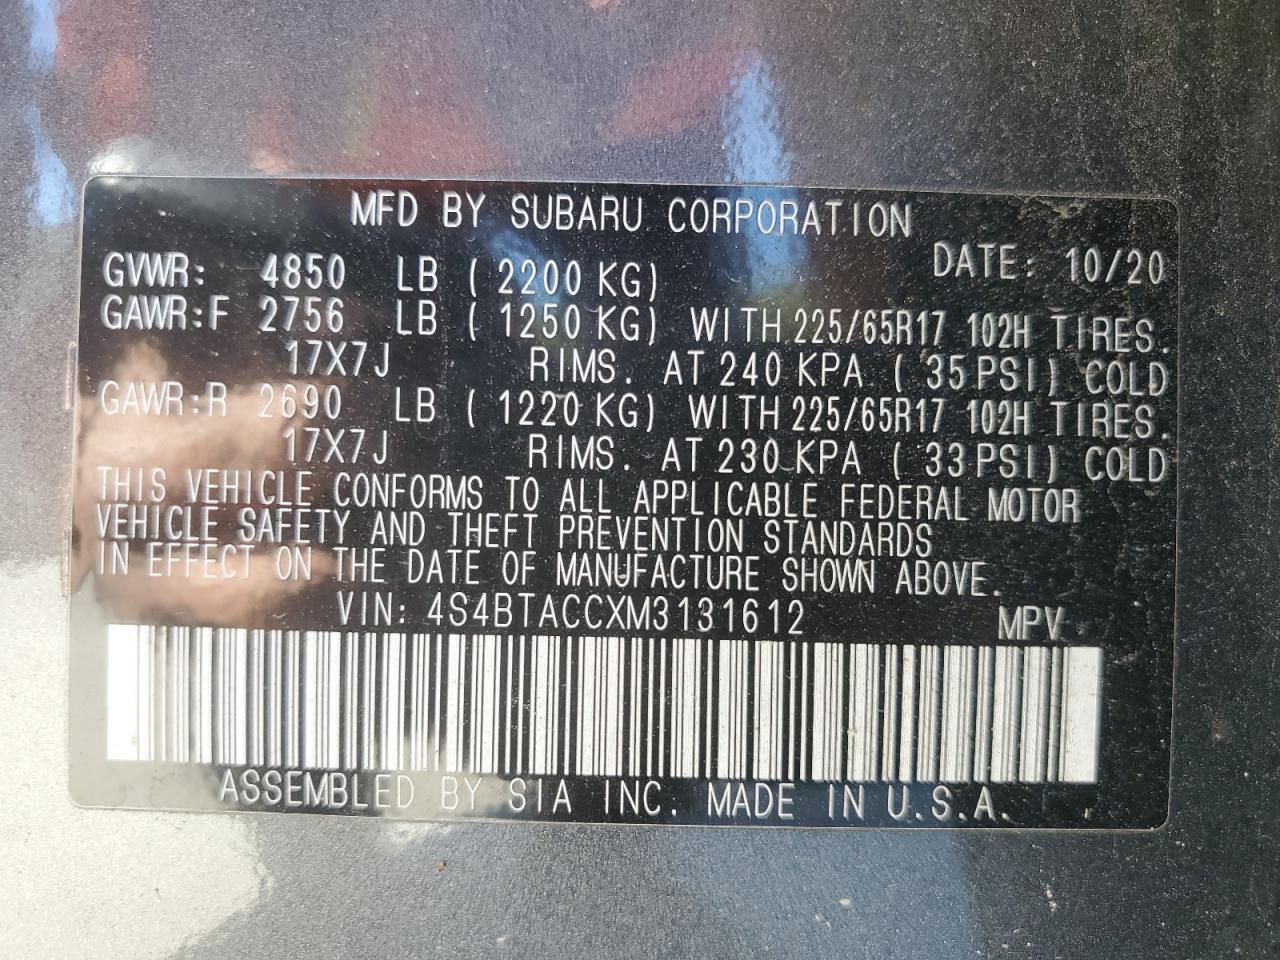 MFD BY SUBARU CORPORATION
GVWR: 4850 LB ( 2200 KG) DATE: 10/20
GAWR:F 2756 LB ( 1250 KG) WITH 225/65R17 102H TIRES.
17X7J RIMS. AT 240 KPA ( 35 PSI) COLD
GAWR:R 2690 LB ( 1220 KG) WITH 225/65R17 102H TIRES.
17X7J RIMS. AT 230 KPA ( 33 PSI) COLD
THIS VEHICLE CONFORMS TO ALL APPLICABLE FEDERAL MOTOR
VEHICLE SAFETY AND THEFT PREVENTION STANDARDS
IN EFFECT ON THE DATE OF MANUFACTURE SHOWN ABOVE.
VIN: 4S4BTACCXM3131612 MPV
ASSEMBLED BY SIA INC. MADE IN U.S.A.